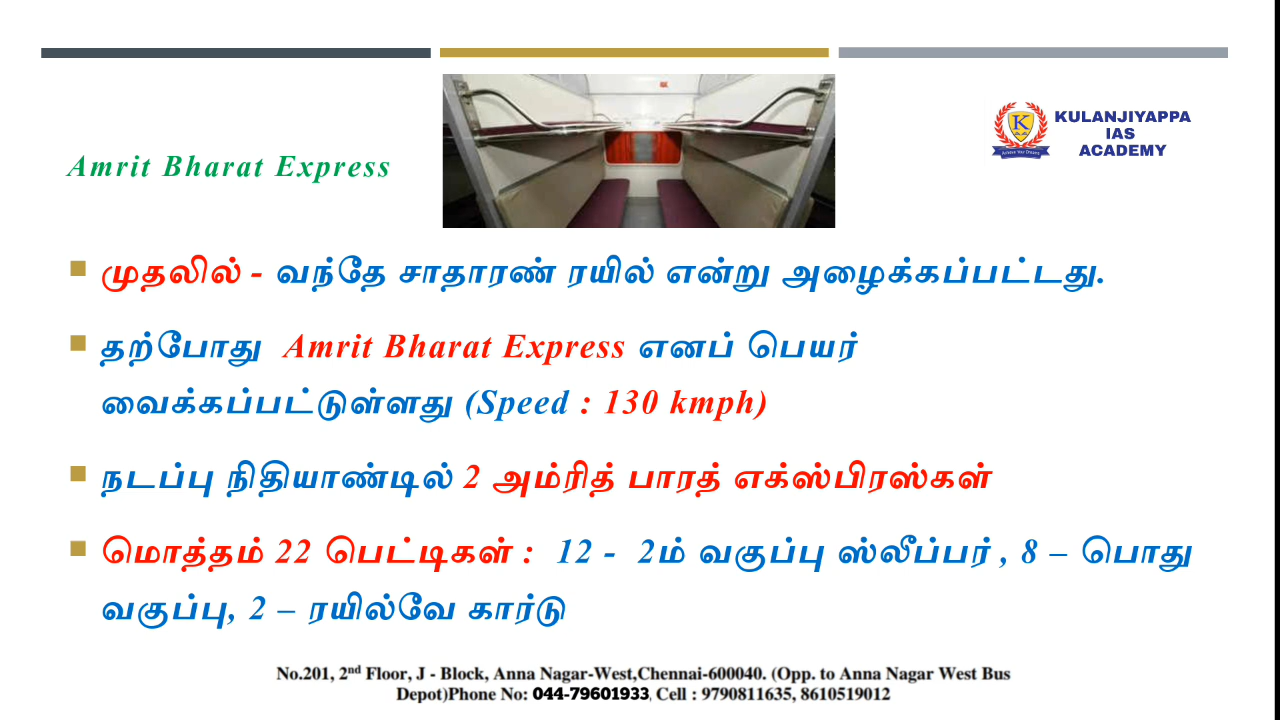 KULANJIYAPPA
IAS
ACADEMY
Amrit Bharat Express
முதலில் - வந்தே சாதாரண் ரயில் என்று அழைக்கப்பட்டது.
தற்போது Amrit Bharat Express எனப் பெயர்
வைக்கப்பட்டுள்ளது (Speed : 130 kmph)
நடப்பு நிதியாண்டில் 2 அம்ரித் பாரத் எக்ஸ்பிரஸ்கள்
மொத்தம் 22 பெட்டிகள் : 12 - 2ம் வகுப்பு ஸ்லீப்பர் , 8 – பொது
வகுப்பு, 2 – ரயில்வே கார்டு
No.201, 2nd Floor, J - Block, Anna Nagar-West,Chennai-600040. (Opp. to Anna Nagar West Bus
Depot)Phone No: 044-79601933, Cell : 9790811635, 8610519012